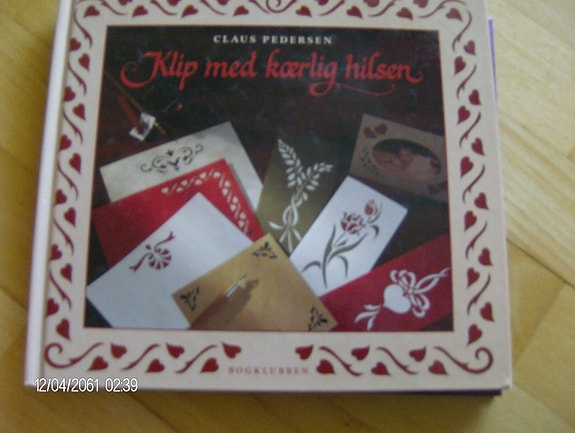 CLAUS PEDERSEN
Klip med kærlig hilsen
BOGKLUBBEN
12/04/2061 02:39